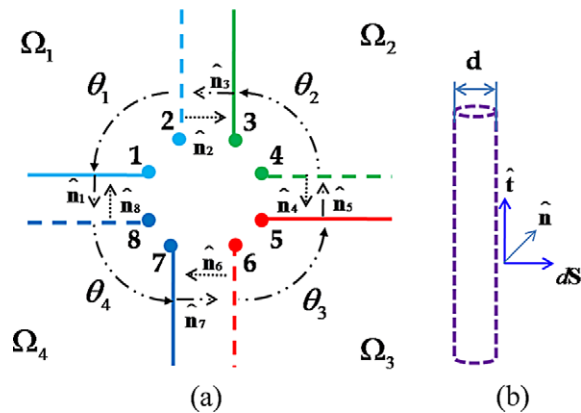 Ω₁ Ω₂ d
θ₁ n̂₃ θ₂
2 3
n̂₂ t̂
1 4 n̂
n̂₁ n̂₈ n̂₄ n̂₅
8 5 dS
7 n̂₆ 6
θ₄ n̂₇ θ₃
Ω₄ Ω₃
(a) (b)